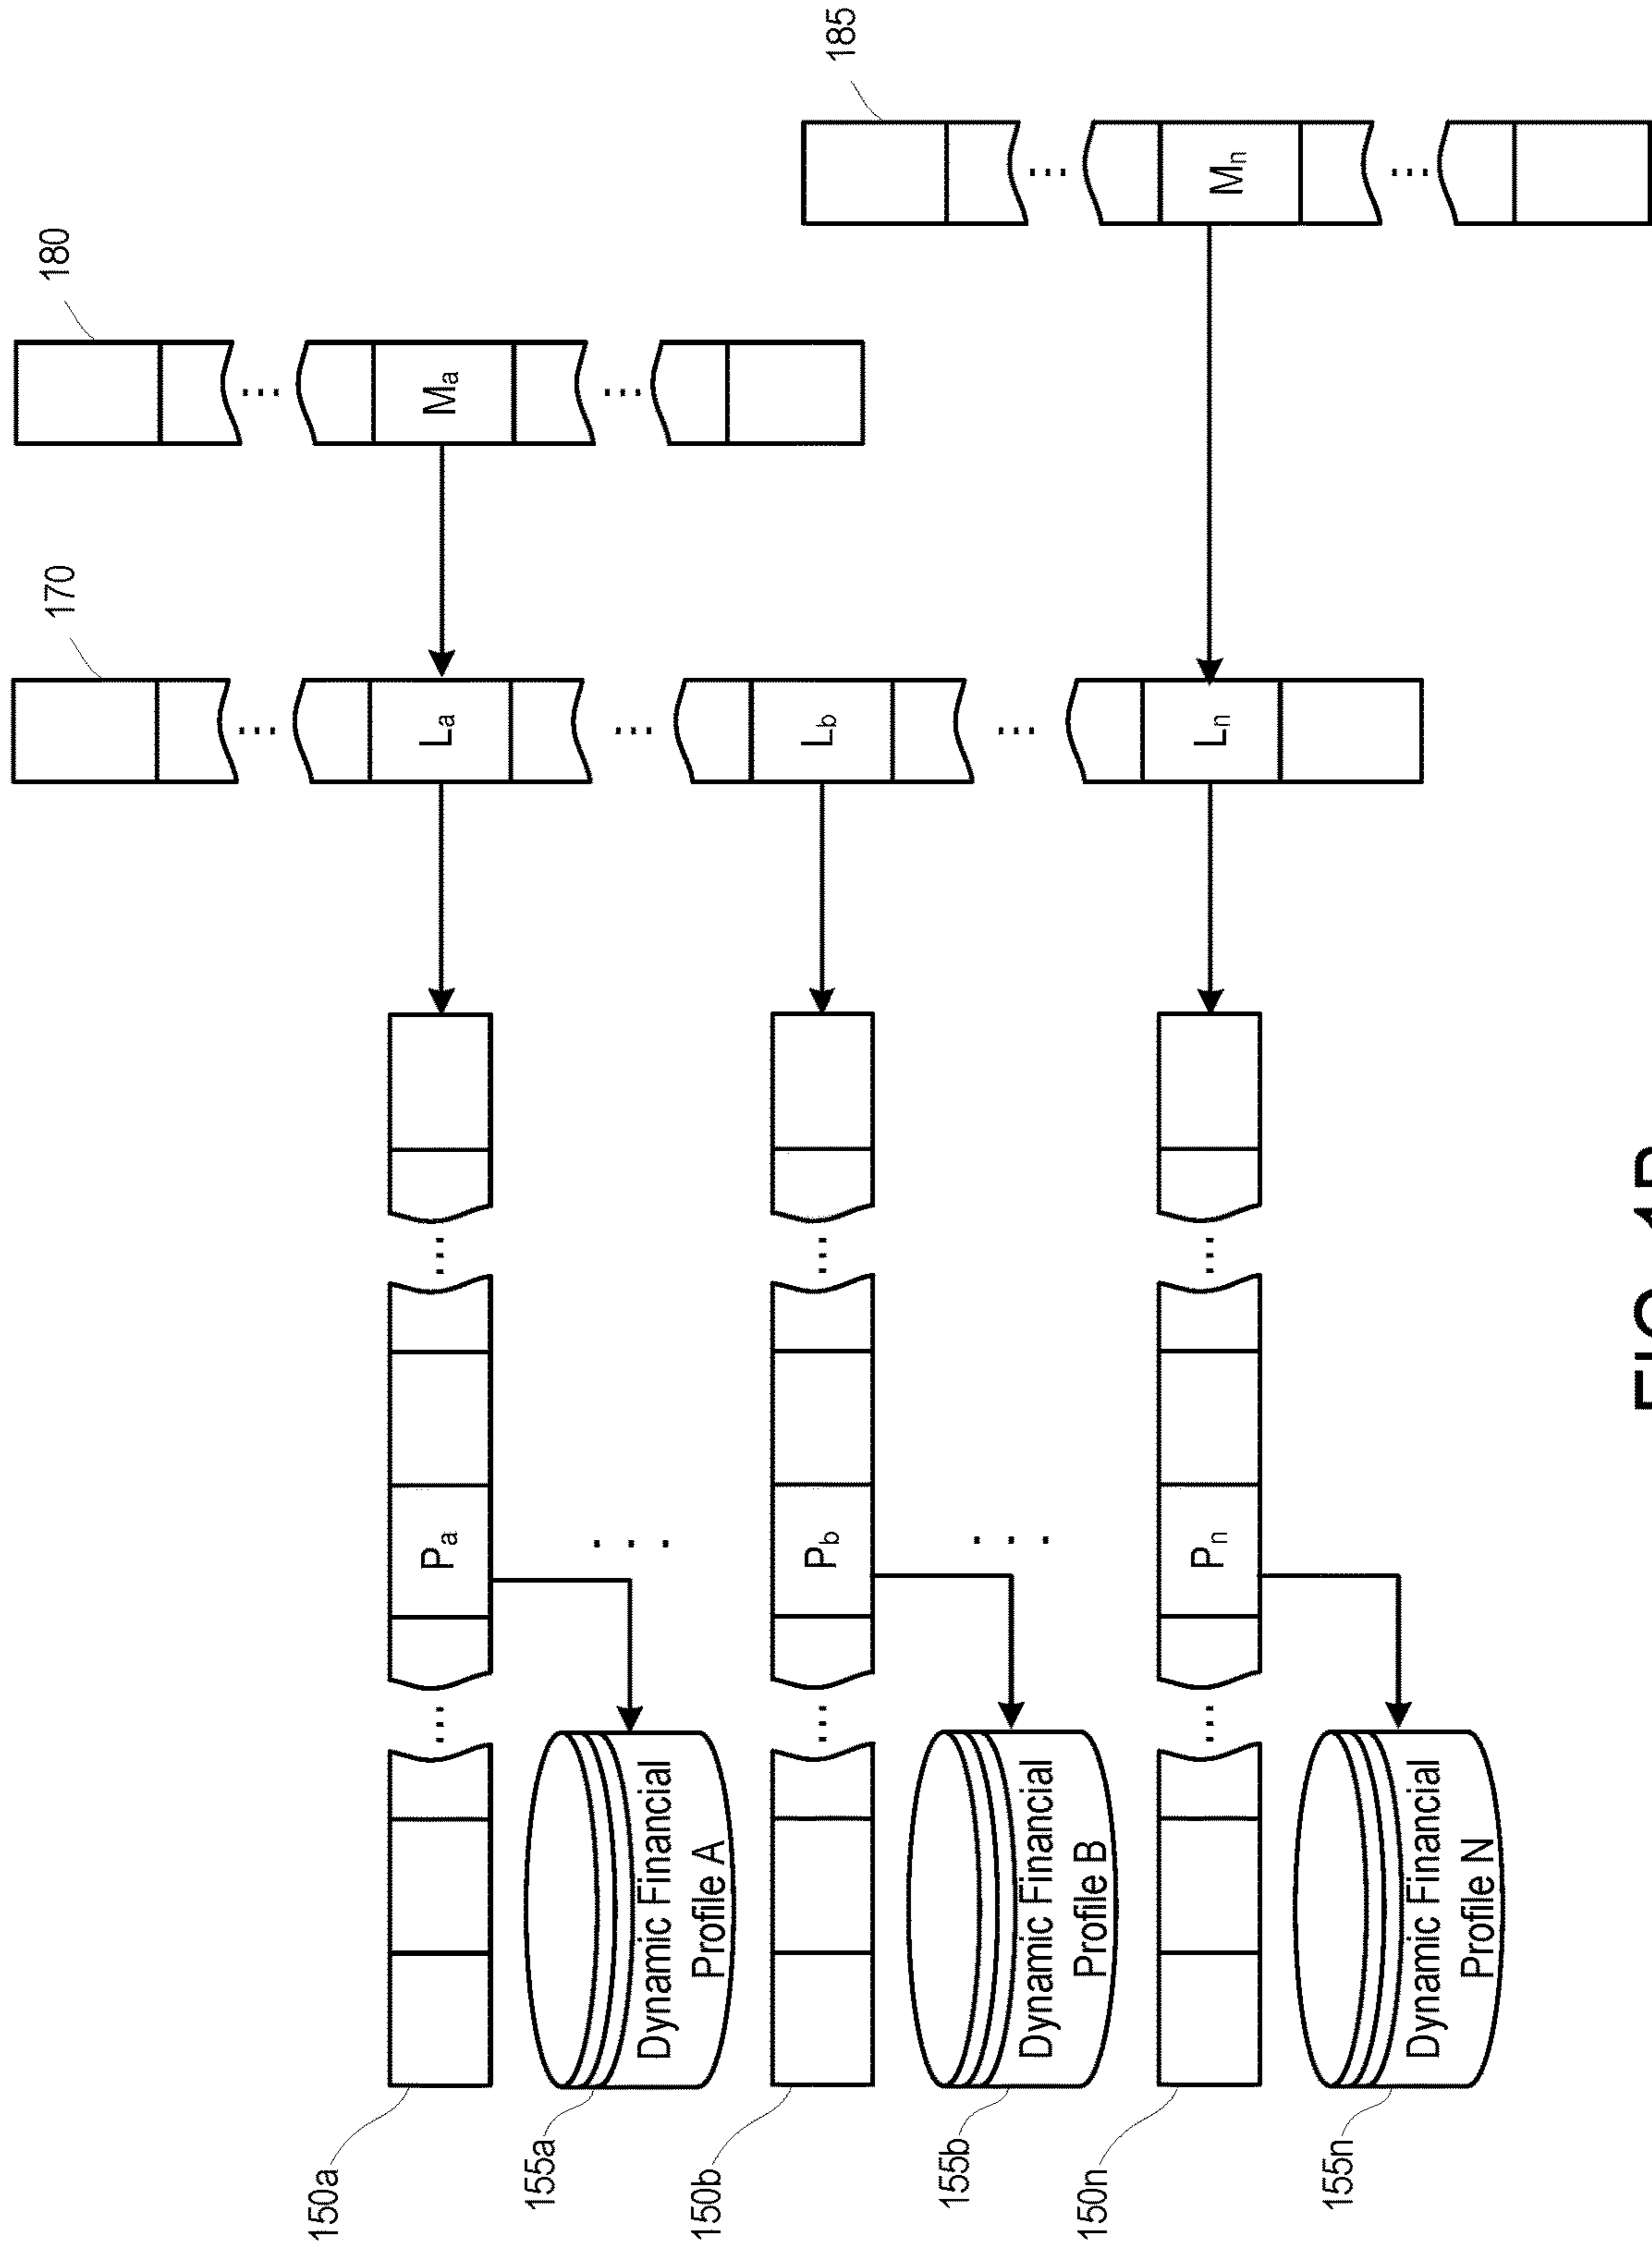 170
180
150a
Pa
La
Ma
155a
Dynamic Financial
Profile A
150b
Pb
Lb
185
155b
Dynamic Financial
Profile B
150n
Pn
Ln
Mn
155n
Dynamic Financial
Profile N